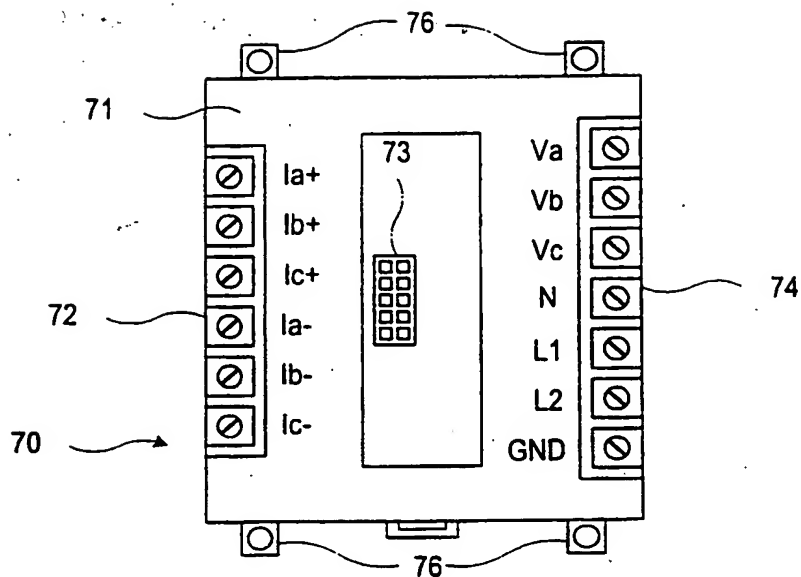 76
71
73
Ia+
Ib+
Ic+
Ia-
Ib-
Ic-
72
70
Va
Vb
Vc
N
L1
L2
GND
74
76